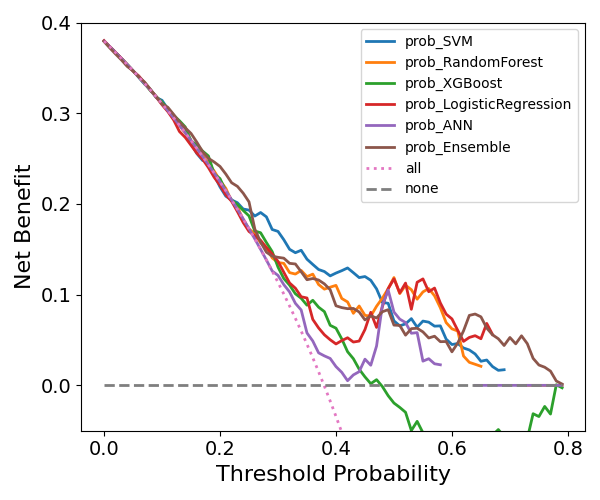 0.4
0.3
0.2
0.1
0.0
Net Benefit
prob_SVM
prob_RandomForest
prob_XGBoost
prob_LogisticRegression
prob_ANN
prob_Ensemble
all
none
0.0 0.2 0.4 0.6 0.8
Threshold Probability